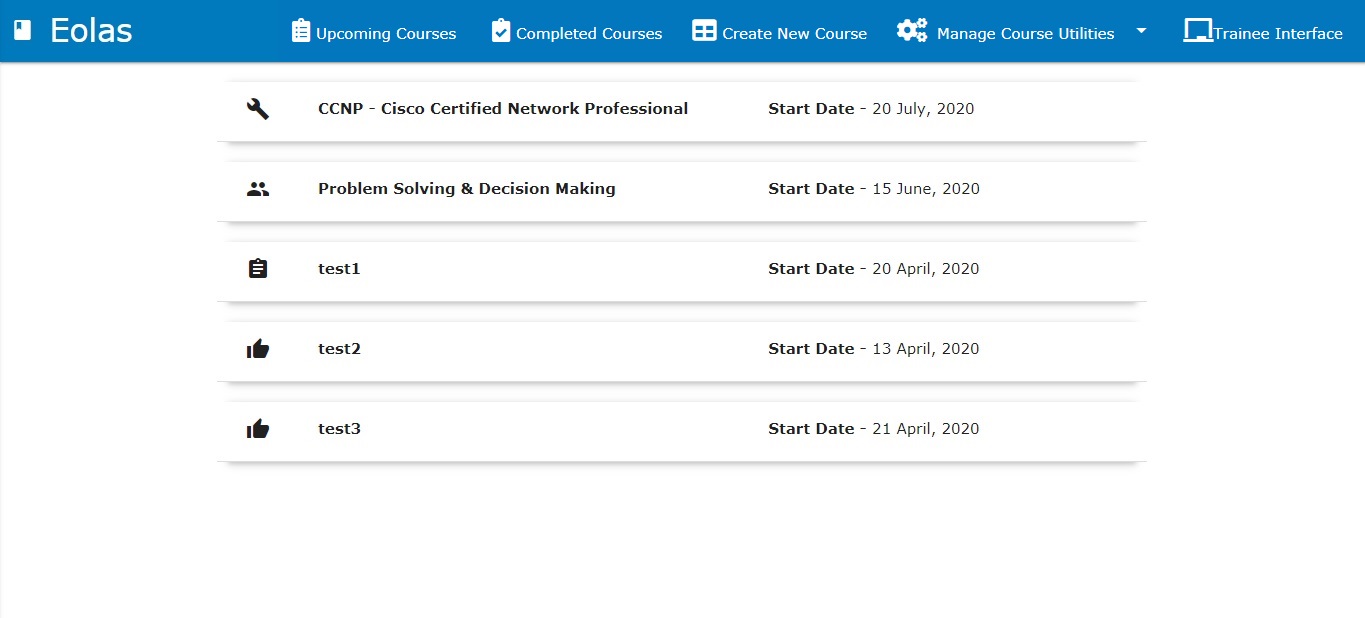 Eolas Upcoming Courses Completed Courses Create New Course Manage Course Utilities Trainee Interface
CCNP - Cisco Certified Network Professional Start Date - 20 July, 2020
Problem Solving & Decision Making Start Date - 15 June, 2020
test1 Start Date - 20 April, 2020
test2 Start Date - 13 April, 2020
test3 Start Date - 21 April, 2020